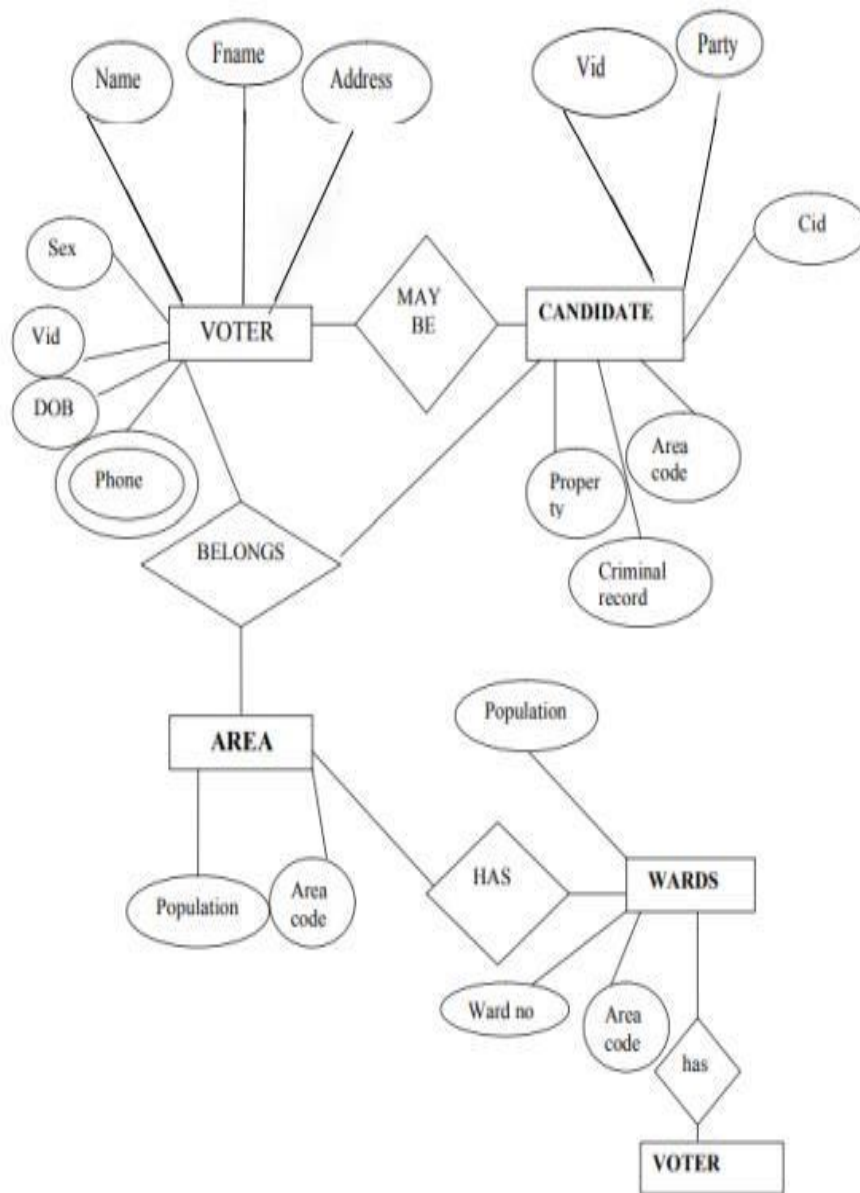 Fname
Party
Name
Address
Vid
Cid
Sex
MAY
BE
CANDIDATE
VOTER
Vid
DOB
Phone
Proper
ty
Area
code
BELONGS
Criminal
record
Population
AREA
HAS
WARDS
Population
Area
code
Ward no
Area
code
has
VOTER